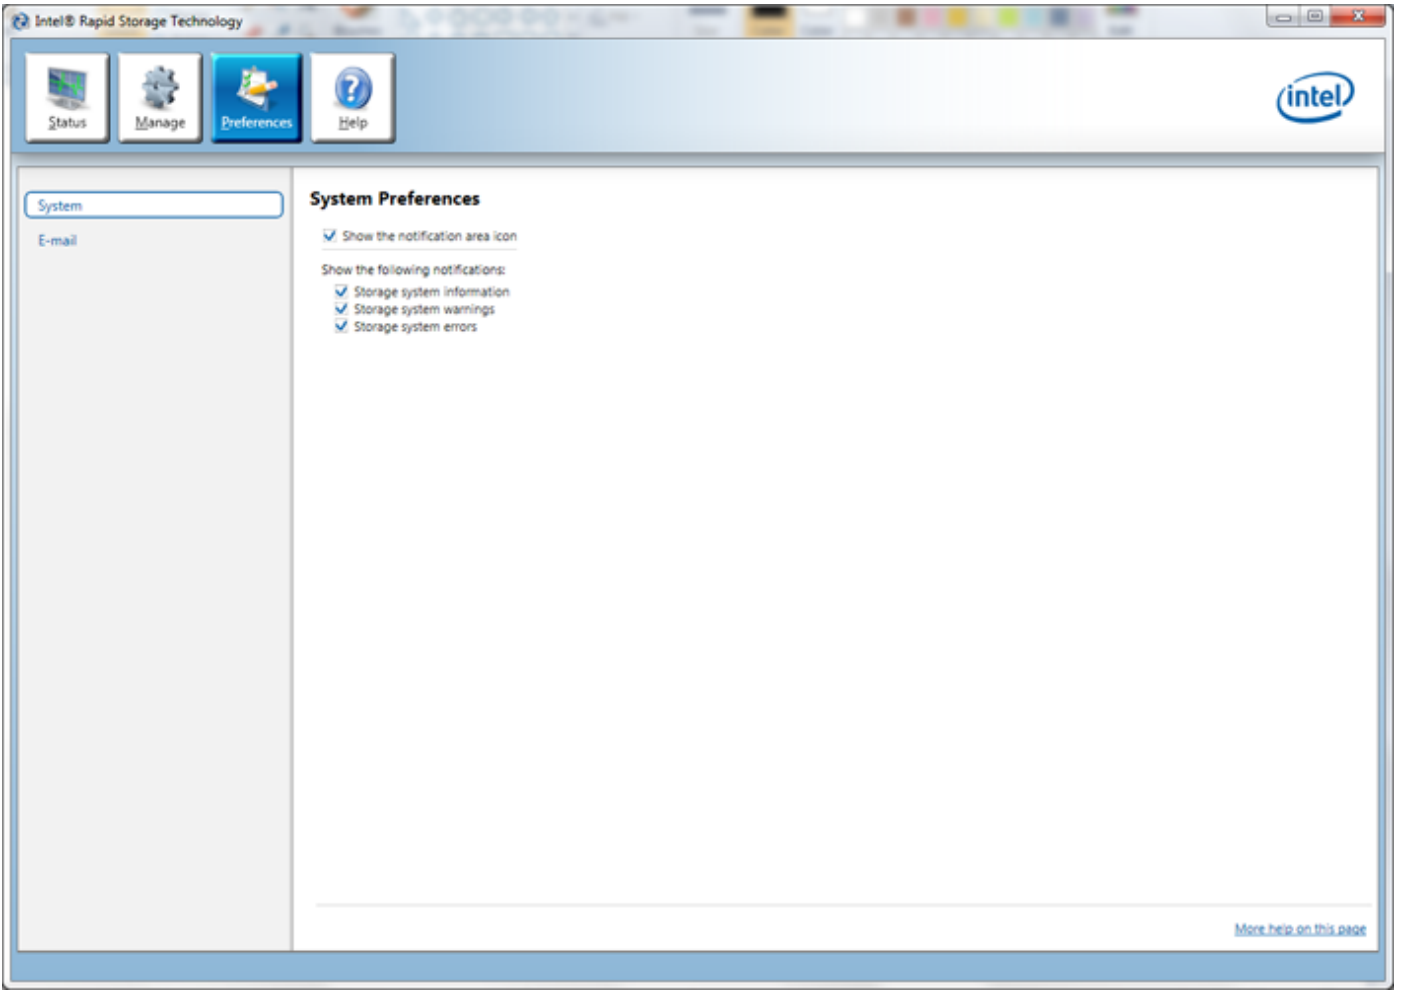 Intel® Rapid Storage Technology
Status
Manage
Preferences
Help
intel
System
E-mail
System Preferences
Show the notification area icon
Show the following notifications:
Storage system information
Storage system warnings
Storage system errors
More help on this page